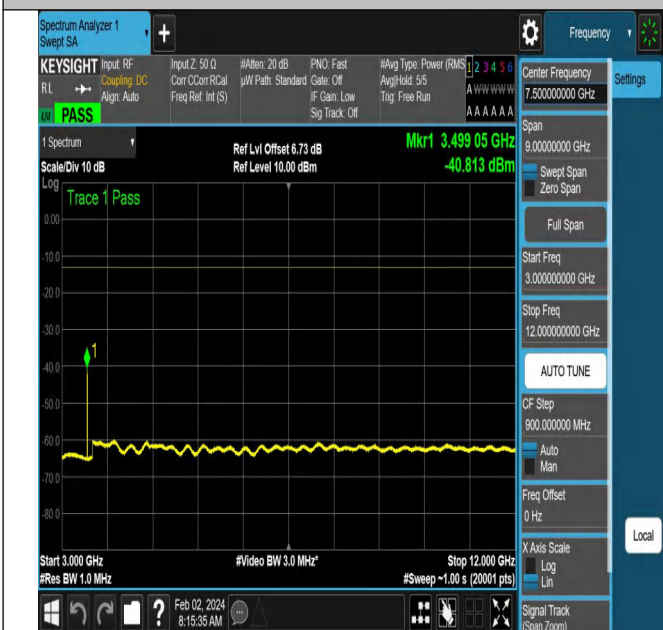 Spectrum Analyzer 1
Swept SA
+
Frequency
KEYSIGHT
RL
PASS
Input: RF
Coupling: DC
Align: Auto
Input Z: 50 Ω
Corr CCorr RCal
Freq Ref: Int (S)
#Atten: 20 dB
µW Path: Standard
PNO: Fast
Gate: Off
IF Gain: Low
Sig Track: Off
#Avg Type: Power (RMS
Avg|Hold: 5/5
Trig: Free Run
1 2 3 4 5 6
A W W W W W
A A A A A A
1 Spectrum
Scale/Div 10 dB
Ref Lvl Offset 6.73 dB
Ref Level 10.00 dBm
Mkr1 3.499 05 GHz
-40.813 dBm
Log
Trace 1 Pass
0.00
-10.0
-20.0
-30.0
-40.0
-50.0
-60.0
-70.0
-80.0
1
Start 3.000 GHz
#Res BW 1.0 MHz
#Video BW 3.0 MHz*
Stop 12.000 GHz
#Sweep ~1.00 s (20001 pts)
Feb 02, 2024
8:15:35 AM
?
Center Frequency
7.500000000 GHz
Settings
Span
9.00000000 GHz
Swept Span
Zero Span
Full Span
Start Freq
3.000000000 GHz
Stop Freq
12.000000000 GHz
AUTO TUNE
CF Step
900.000000 MHz
Auto
Man
Freq Offset
0 Hz
Local
X Axis Scale
Log
Lin
Signal Track
(Span Zoom)